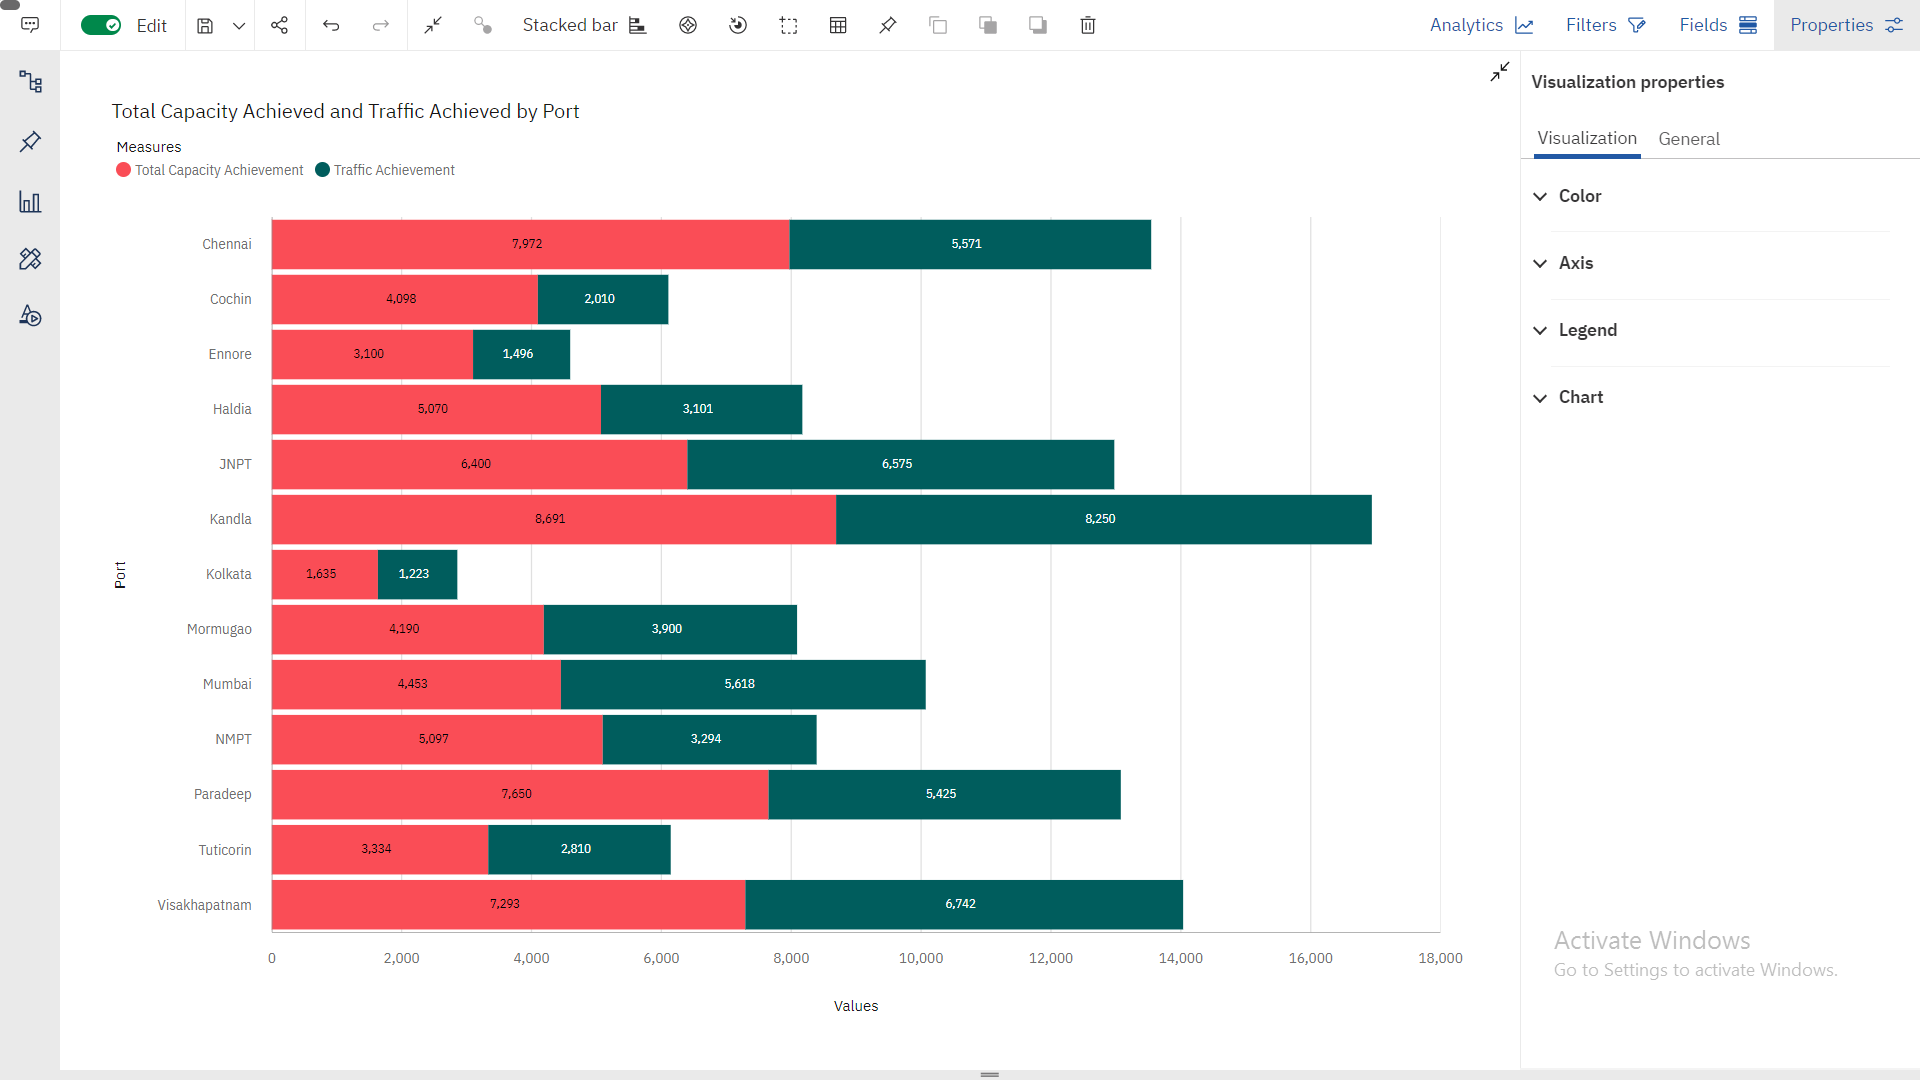 Edit
Stacked bar
Analytics
Filters
Fields
Properties
Total Capacity Achieved and Traffic Achieved by Port
Measures
Total Capacity Achievement Traffic Achievement
Chennai 7,972 5,571
Cochin 4,098 2,010
Ennore 3,100 1,496
Haldia 5,070 3,101
JNPT 6,400 6,575
Kandla 8,691 8,250
Kolkata 1,635 1,223
Mormugao 4,190 3,900
Mumbai 4,453 5,618
NMPT 5,097 3,294
Paradeep 7,650 5,425
Tuticorin 3,334 2,810
Visakhapatnam 7,293 6,742
Port
0 2,000 4,000 6,000 8,000 10,000 12,000 14,000 16,000 18,000
Values
Visualization properties
Visualization General
Color
Axis
Legend
Chart
Activate Windows
Go to Settings to activate Windows.